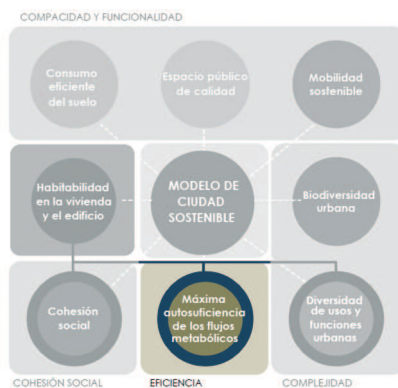 COMPACIDAD Y FUNCIONALIDAD
Consumo
eficiente
del suelo
Espacio público
de calidad
Mobilidad
sostenible
Habitabilidad
en la vivienda
y el edificio
MODELO DE
CIUDAD
SOSTENIBLE
Biodiversidad
urbana
Cohesión
social
Máxima
autosuficiencia
de los flujos
metabólicos
Diversidad
de usos y
funciones
urbanas
COHESIÓN SOCIAL
EFICIENCIA
COMPLEJIDAD